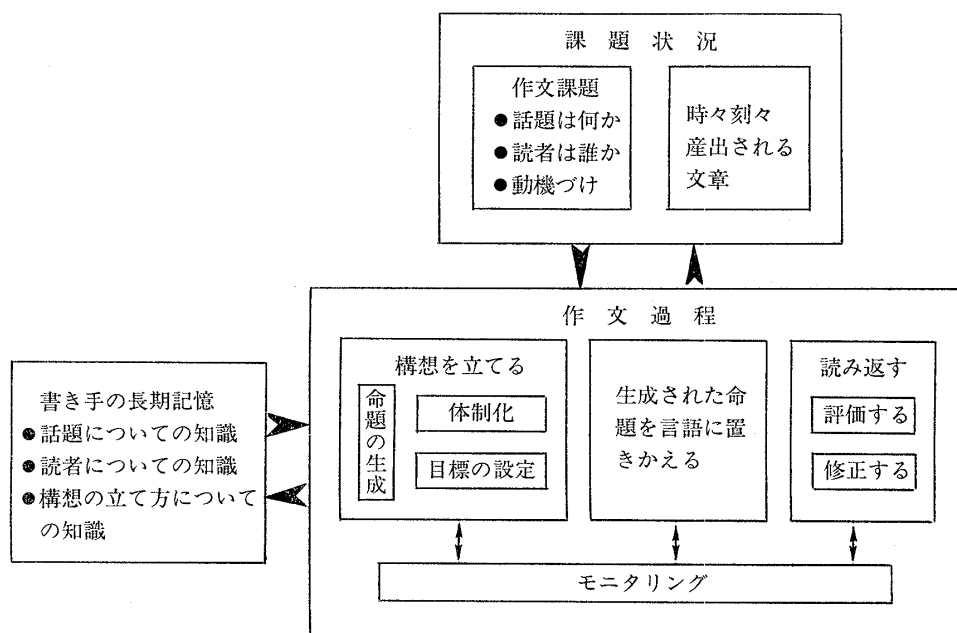 課題状況
作文課題
●話題は何か
●読者は誰か
●動機づけ
時々刻々
産出される
文章
作文過程
構想を立てる
命題の生成
体制化
目標の設定
生成された命
題を言語に置
きかえる
読み返す
評価する
修正する
モニタリング
書き手の長期記憶
●話題についての知識
●読者についての知識
●構想の立て方について
の知識